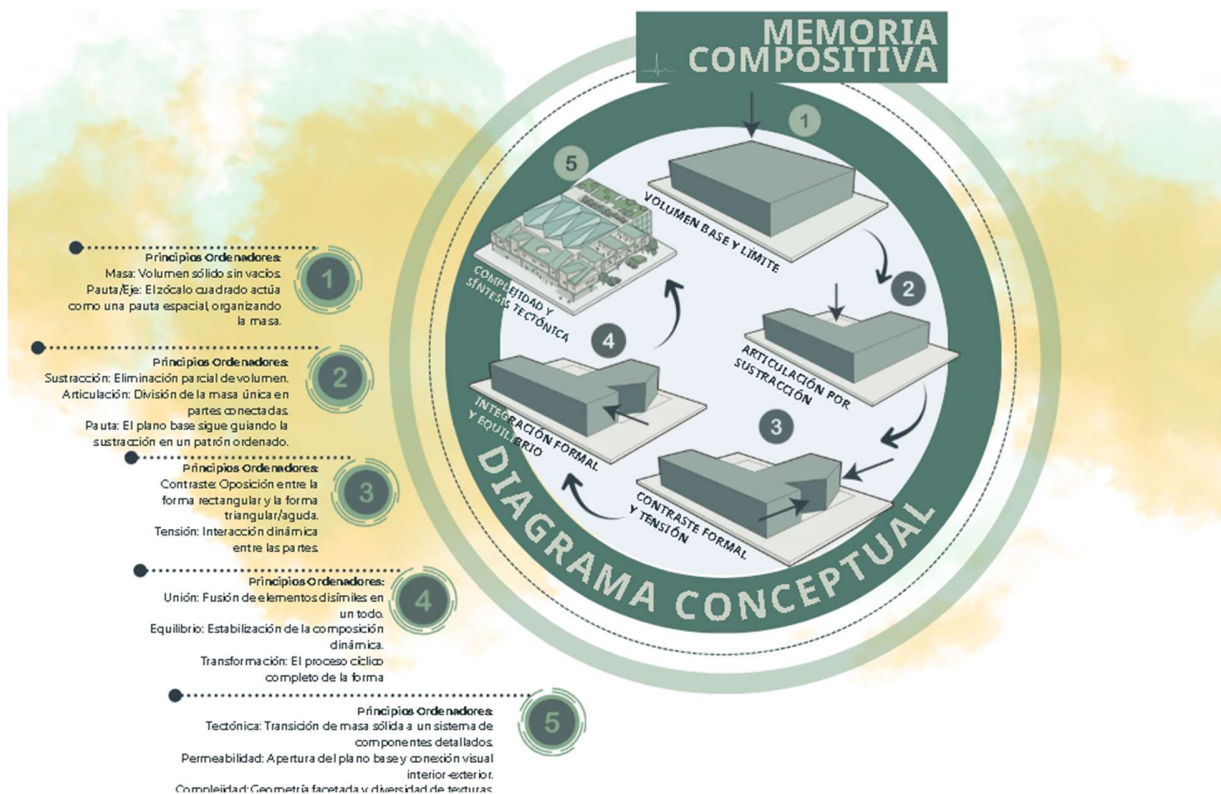 MEMORIA
COMPOSITIVA
1
VOLUMEN BASE Y LÍMITE
2
ARTICULACIÓN POR
SUSTRACCIÓN
3
CONTRASTE FORMAL
Y TENSIÓN
4
INTEGRACIÓN FORMAL
Y EQUILIBRIO
5
COMPLEJIDAD Y
SÍNTESIS TECTÓNICA
DIAGRAMA CONCEPTUAL
1
Principios Ordenadores:
Masa: Volumen sólido sin vacíos.
Pauta/Eje: El zócalo cuadrado actúa
como una pauta espacial, organizando
la masa.
2
Principios Ordenadores:
Sustracción: Eliminación parcial de volumen.
Articulación: División de la masa única en
partes conectadas.
Pauta: El plano base sigue guiando la
sustracción en un patrón ordenado.
3
Principios Ordenadores:
Contraste: Oposición entre la
forma rectangular y la forma
triangular/aguda.
Tensión: Interacción dinámica
entre las partes.
4
Principios Ordenadores:
Unión: Fusión de elementos disímiles en
un todo.
Equilibrio: Estabilización de la composición
dinámica.
Transformación: El proceso cíclico
completo de la forma
5
Principios Ordenadores:
Tectónica: Transición de masa sólida a un sistema de
componentes detallados.
Permeabilidad: Apertura del plano base y conexión visual
interior-exterior.
Complejidad: Geometría facetada y diversidad de texturas